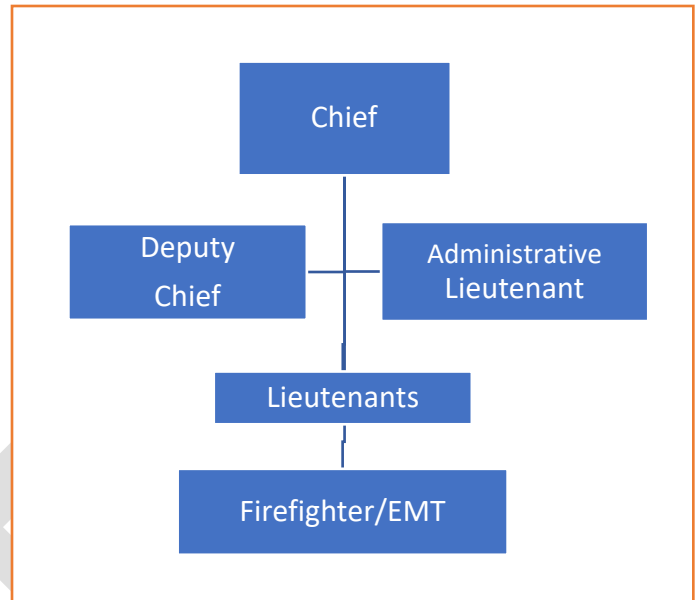 Chief
Deputy
Chief
Administrative
Lieutenant
Lieutenants
Firefighter/EMT